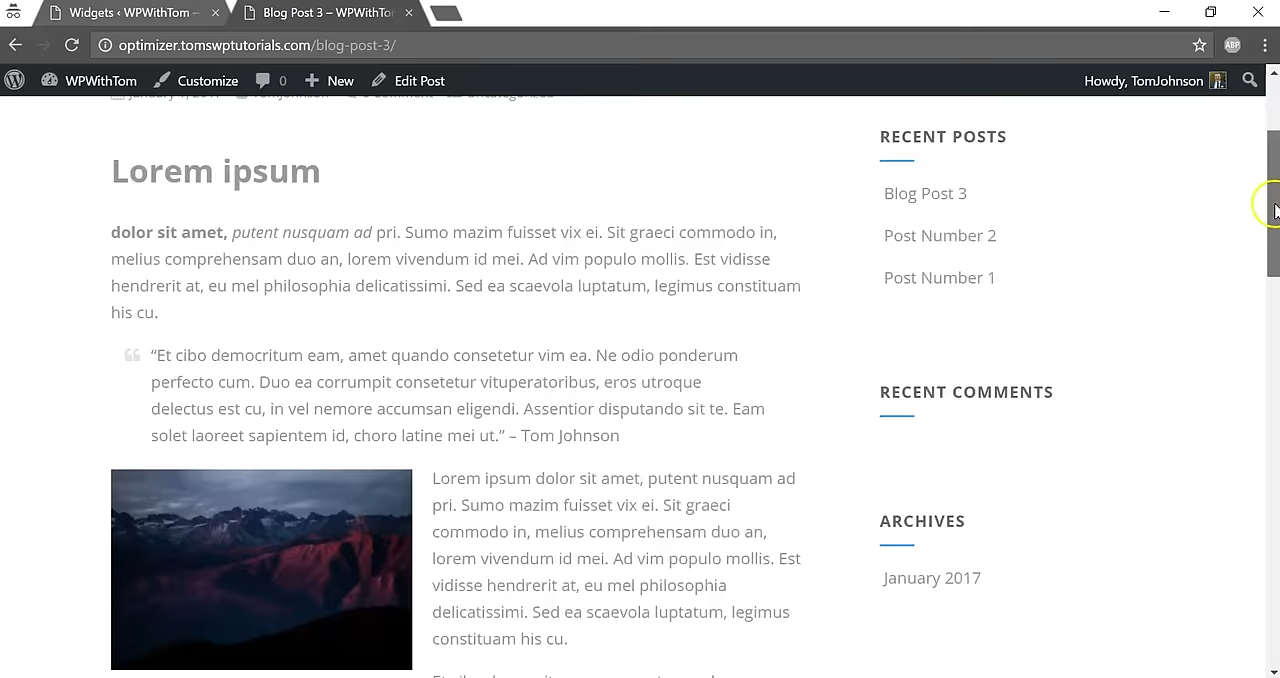 Widgets ‹ WPWithTom –
Blog Post 3 – WPWithTo
optimizer.tomswptutorials.com/blog-post-3/
ABP
WPWithTom Customize 0 New Edit Post Howdy, TomJohnson
Lorem ipsum
dolor sit amet, putent nusquam ad pri. Sumo mazim fuisset vix ei. Sit graeci commodo in,
melius comprehensam duo an, lorem vivendum id mei. Ad vim populo mollis. Est vidisse
hendrerit at, eu mel philosophia delicatissimi. Sed ea scaevola luptatum, legimus constituam
his cu.
“Et cibo democritum eam, amet quando consetetur vim ea. Ne odio ponderum
perfecto cum. Duo ea corrumpit consetetur vituperatoribus, eros utroque
delectus est cu, in vel nemore accumsan eligendi. Assentior disputando sit te. Eam
solet laoreet sapientem id, choro latine mei ut.” – Tom Johnson
Lorem ipsum dolor sit amet, putent nusquam ad
pri. Sumo mazim fuisset vix ei. Sit graeci
commodo in, melius comprehensam duo an,
lorem vivendum id mei. Ad vim populo mollis. Est
vidisse hendrerit at, eu mel philosophia
delicatissimi. Sed ea scaevola luptatum, legimus
constituam his cu.
RECENT POSTS
Blog Post 3
Post Number 2
Post Number 1
RECENT COMMENTS
ARCHIVES
January 2017